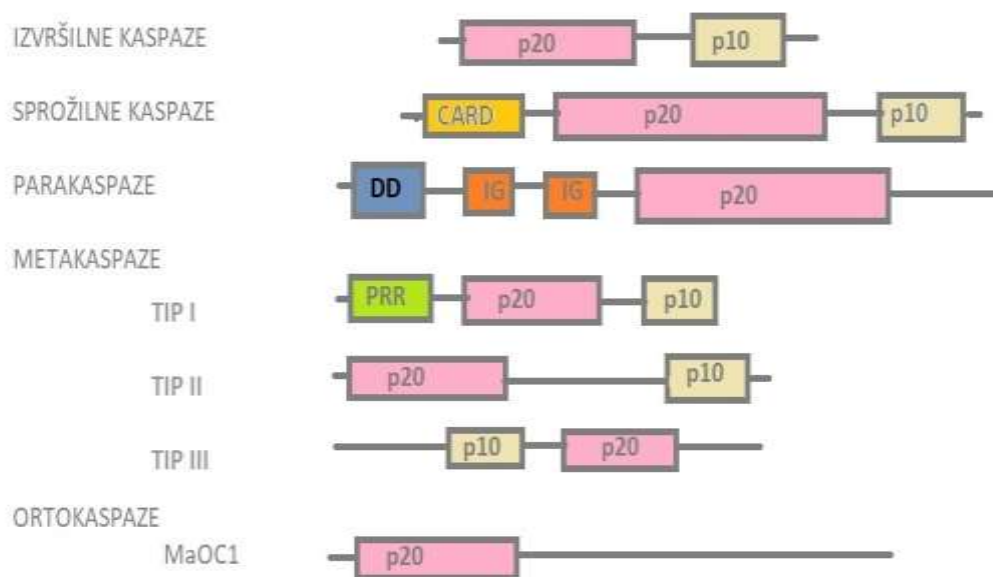 IZVRŠILNE KASPAZE p20 p10
SPROŽILNE KASPAZE CARD p20 p10
PARAKASPAZE DD IG IG p20
METAKASPAZE
TIP I PRR p20 p10
TIP II p20 p10
TIP III p10 p20
ORTOKASPAZE
MaOC1 p20